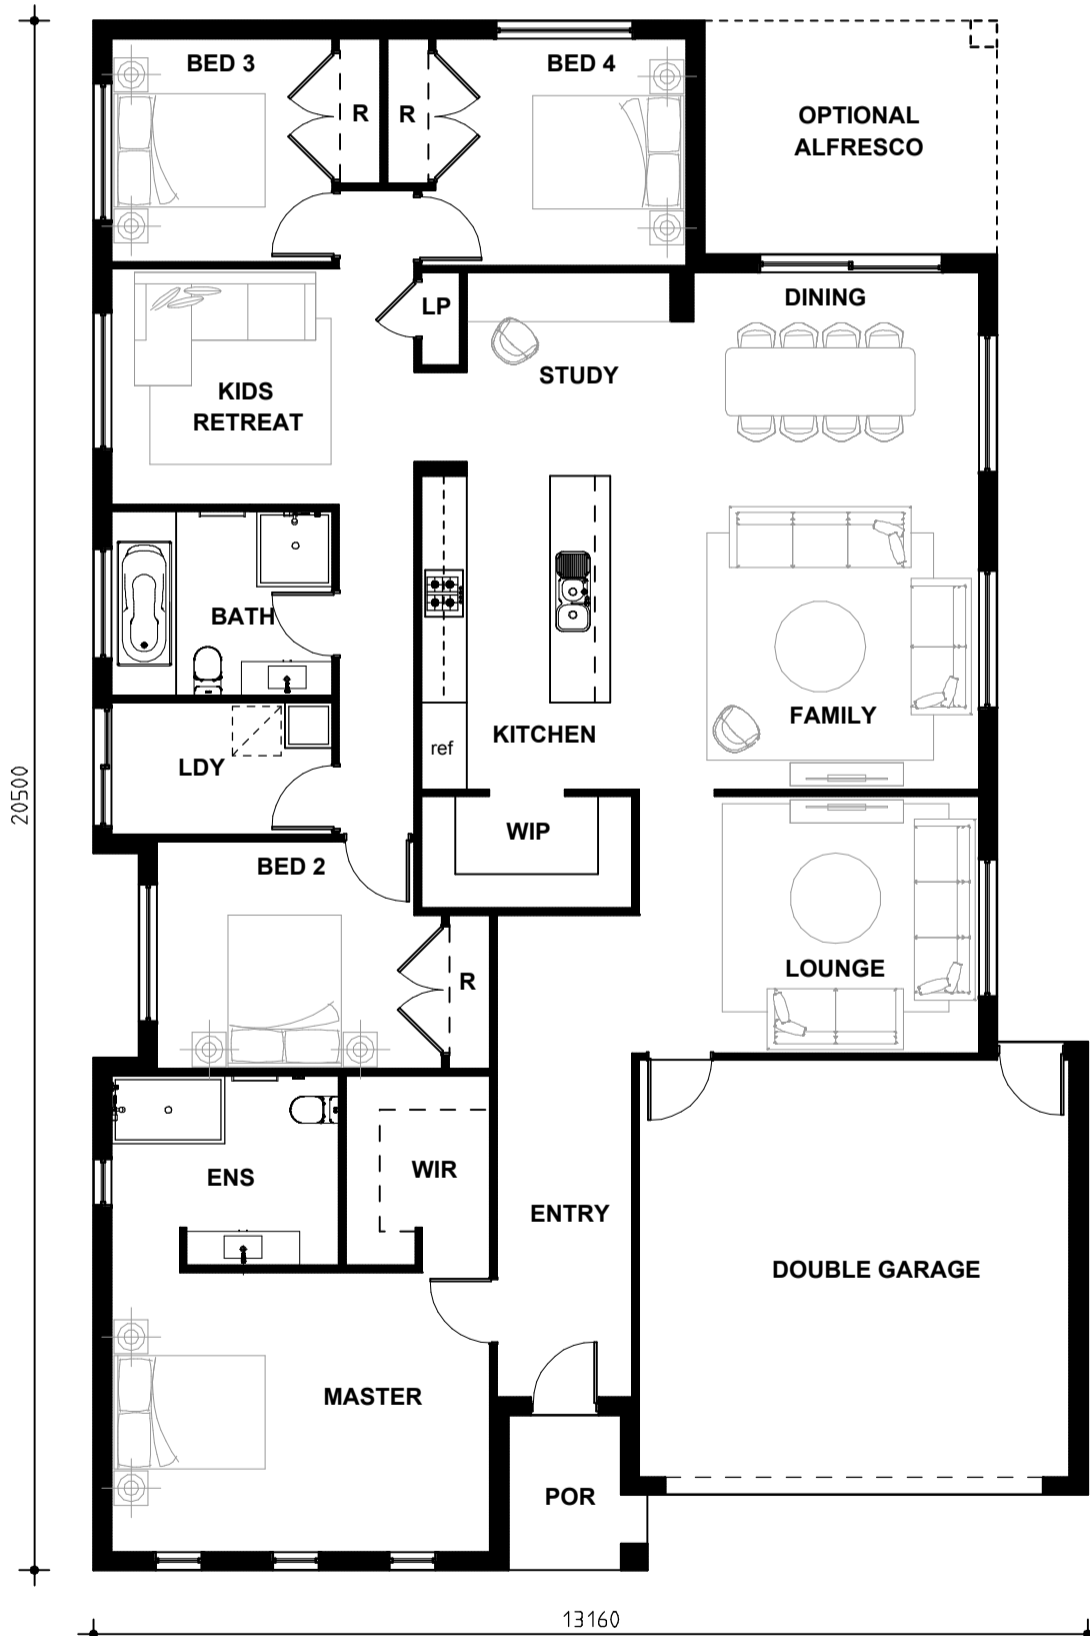 BED 3
BED 4
R
R
OPTIONAL
ALFRESCO
LP
DINING
STUDY
KIDS
RETREAT
BATH
FAMILY
KITCHEN
ref
LDY
20500
WIP
BED 2
LOUNGE
R
WIR
ENS
ENTRY
DOUBLE GARAGE
MASTER
POR
13160